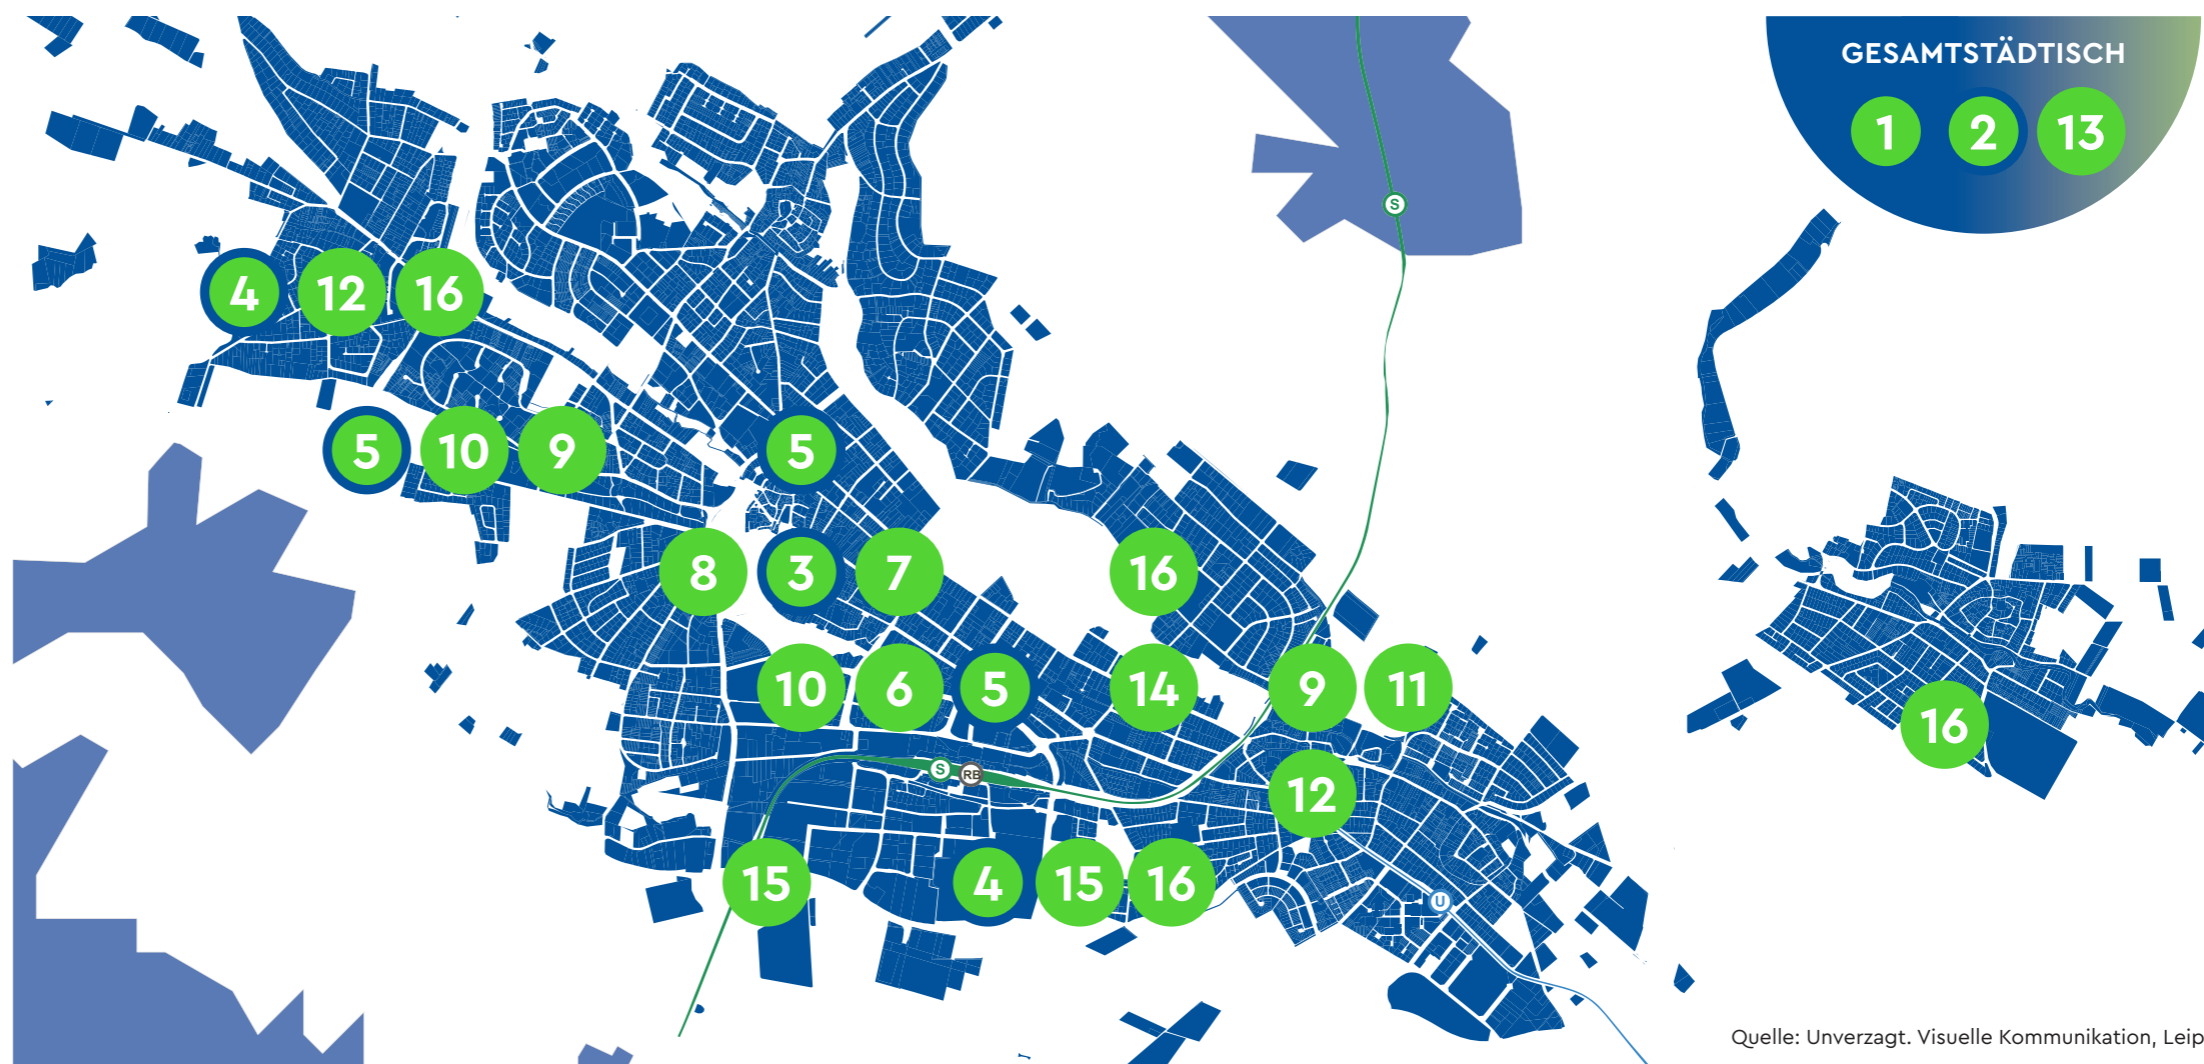 GESAMTSTÄDTISCH
1 2 13
S
4 12 16
5 10 9 5
8 3 7 16
10 6 5 14 9 11
16
S RB
12
15 4 15 16
U
Quelle: Unverzagt. Visuelle Kommunikation, Leip